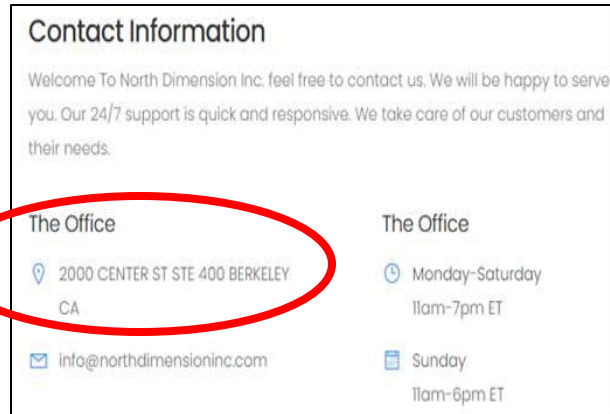 Contact Information
Welcome To North Dimension Inc. feel free to contact us. We will be happy to serve
you. Our 24/7 support is quick and responsive. We take care of our customers and
their needs.
The Office
2000 CENTER ST STE 400 BERKELEY
CA
info@northdimensioninc.com
The Office
Monday-Saturday
11am-7pm ET
Sunday
11am-6pm ET